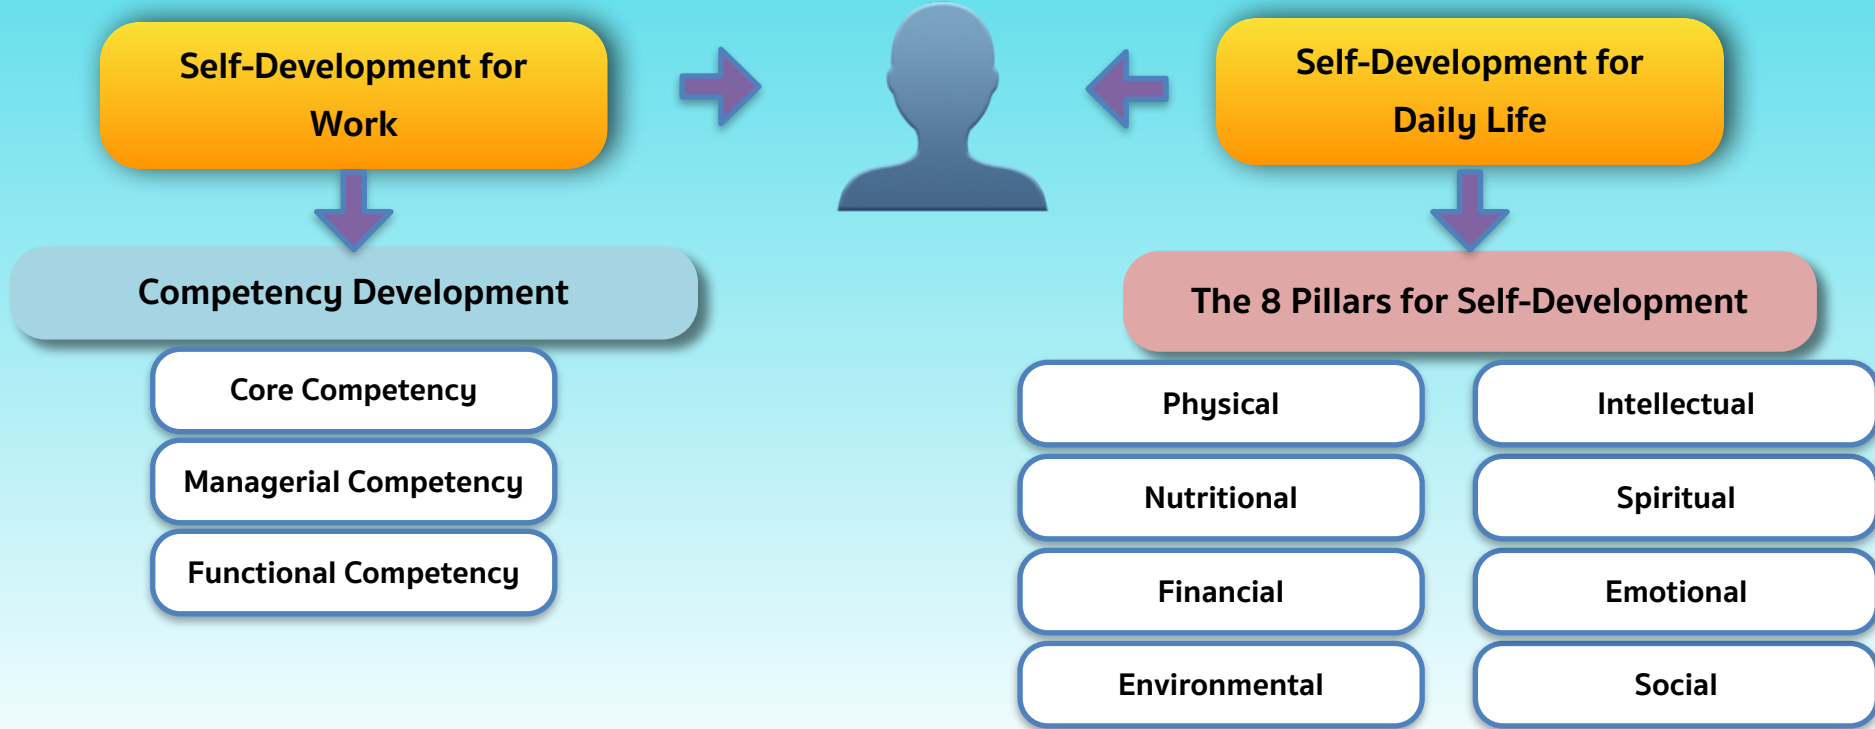 Self-Development for
Work
Competency Development
Core Competency
Managerial Competency
Functional Competency
Self-Development for
Daily Life
The 8 Pillars for Self-Development
Physical
Intellectual
Nutritional
Spiritual
Financial
Emotional
Environmental
Social